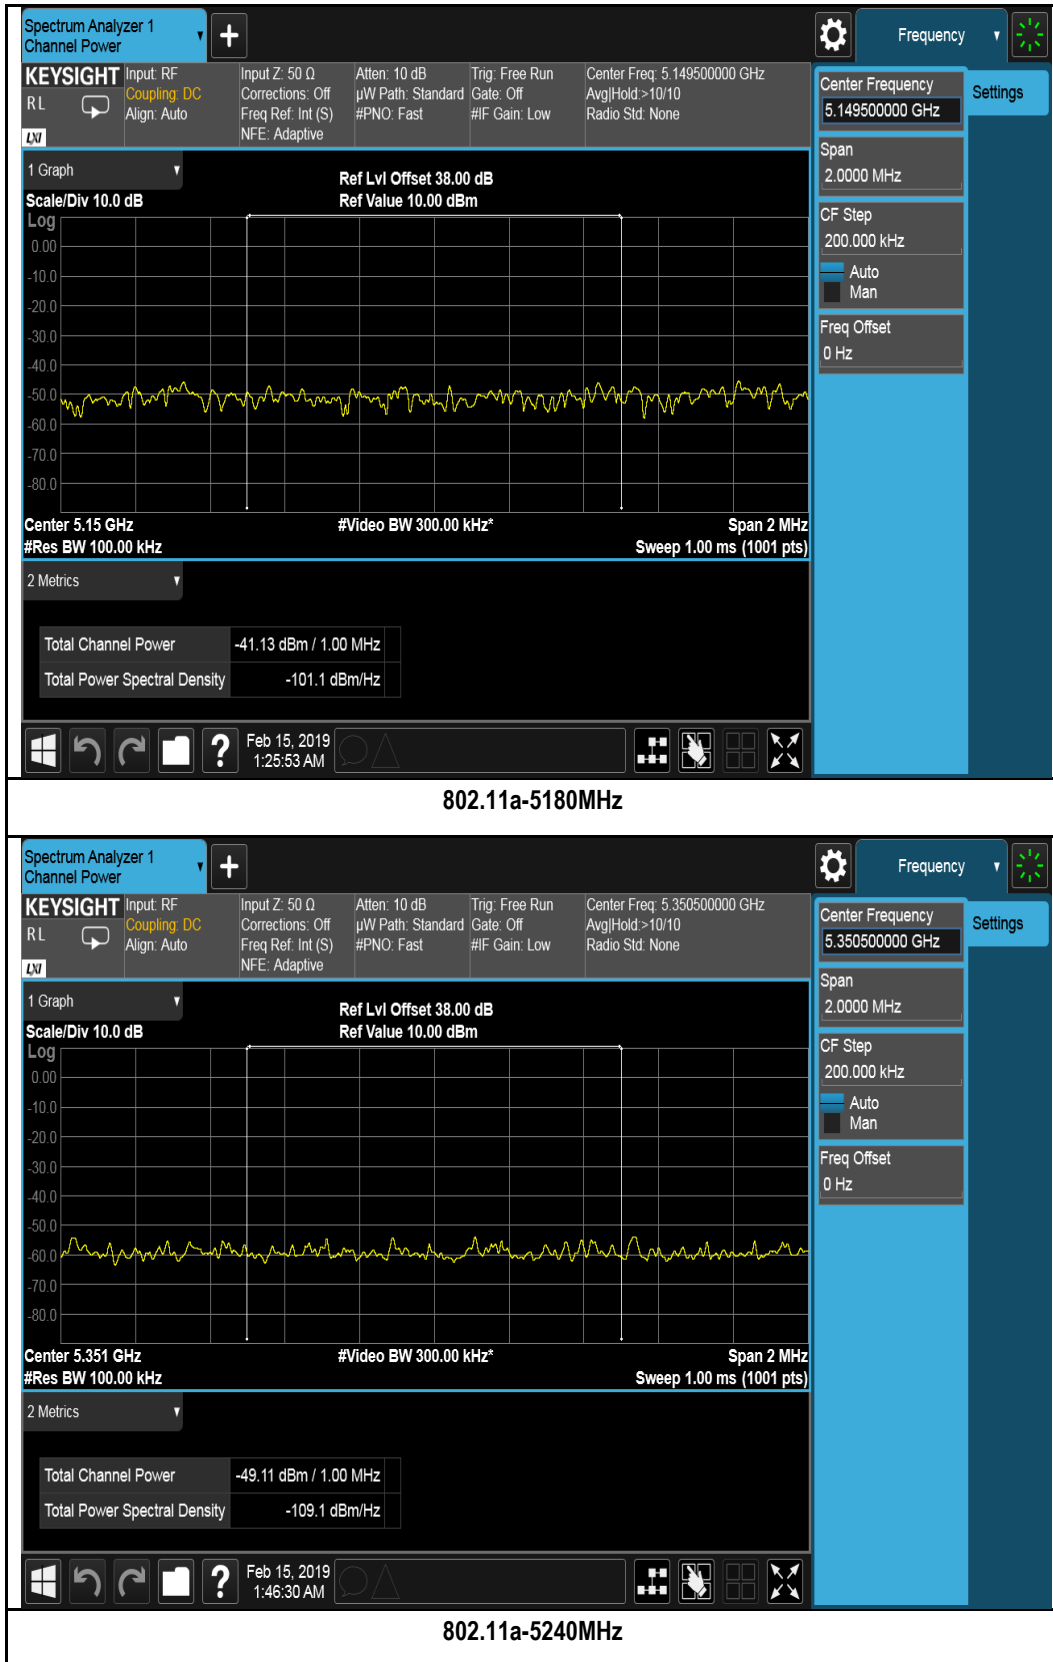 Spectrum Analyzer 1
Channel Power
Frequency
KEYSIGHT
RL
LXI
Input: RF
Coupling: DC
Align: Auto
Input Z: 50 Ω
Corrections: Off
Freq Ref: Int (S)
NFE: Adaptive
Atten: 10 dB
µW Path: Standard
#PNO: Fast
Trig: Free Run
Gate: Off
#IF Gain: Low
Center Freq: 5.149500000 GHz
Avg|Hold:>10/10
Radio Std: None
Center Frequency
5.149500000 GHz
Settings
Span
2.0000 MHz
CF Step
200.000 kHz
Auto
Man
Freq Offset
0 Hz
1 Graph
Scale/Div 10.0 dB
Ref Lvl Offset 38.00 dB
Ref Value 10.00 dBm
Log
0.00
-10.0
-20.0
-30.0
-40.0
-50.0
-60.0
-70.0
-80.0
Center 5.15 GHz
#Video BW 300.00 kHz*
Span 2 MHz
#Res BW 100.00 kHz
Sweep 1.00 ms (1001 pts)
2 Metrics
Total Channel Power -41.13 dBm / 1.00 MHz
Total Power Spectral Density -101.1 dBm/Hz
?
Feb 15, 2019
1:25:53 AM
802.11a-5180MHz
Spectrum Analyzer 1
Channel Power
Frequency
KEYSIGHT
RL
LXI
Input: RF
Coupling: DC
Align: Auto
Input Z: 50 Ω
Corrections: Off
Freq Ref: Int (S)
NFE: Adaptive
Atten: 10 dB
µW Path: Standard
#PNO: Fast
Trig: Free Run
Gate: Off
#IF Gain: Low
Center Freq: 5.350500000 GHz
Avg|Hold:>10/10
Radio Std: None
Center Frequency
5.350500000 GHz
Settings
Span
2.0000 MHz
CF Step
200.000 kHz
Auto
Man
Freq Offset
0 Hz
1 Graph
Scale/Div 10.0 dB
Ref Lvl Offset 38.00 dB
Ref Value 10.00 dBm
Log
0.00
-10.0
-20.0
-30.0
-40.0
-50.0
-60.0
-70.0
-80.0
Center 5.351 GHz
#Video BW 300.00 kHz*
Span 2 MHz
#Res BW 100.00 kHz
Sweep 1.00 ms (1001 pts)
2 Metrics
Total Channel Power -49.11 dBm / 1.00 MHz
Total Power Spectral Density -109.1 dBm/Hz
?
Feb 15, 2019
1:46:30 AM
802.11a-5240MHz